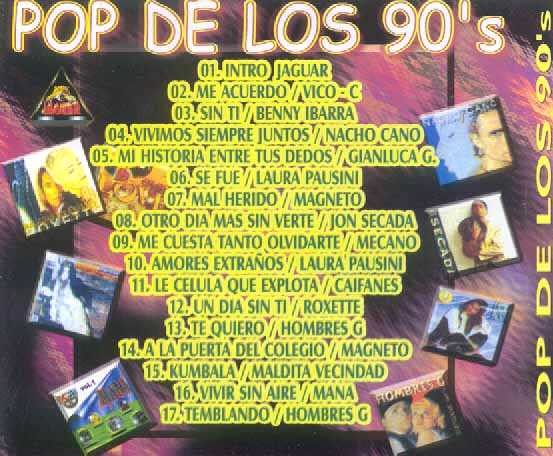 POP DE LOS 90's
01. INTRO JAGUAR
02. ME ACUERDO / VICO - C
03. SIN TI / BENNY IBARRA
04. VIVIMOS SIEMPRE JUNTOS / NACHO CANO
05. MI HISTORIA ENTRE TUS DEDOS / GIANLUCA G.
06. SE FUE / LAURA PAUSINI
07. MAL HERIDO / MAGNETO
08. OTRO DIA MAS SIN VERTE / JON SECADA
09. ME CUESTA TANTO OLVIDARTE / MECANO
10. AMORES EXTRAÑOS / LAURA PAUSINI
11. LE CELULA QUE EXPLOTA / CAIFANES
12. UN DIA SIN TI / ROXETTE
13. TE QUIERO / HOMBRES G
14. A LA PUERTA DEL COLEGIO / MAGNETO
15. KUMBALA / MALDITA VECINDAD
16. VIVIR SIN AIRE / MANA
17. TEMBLANDO / HOMBRES G
SECADA
vol.1
HOMBRES G
POP DE LOS 90's